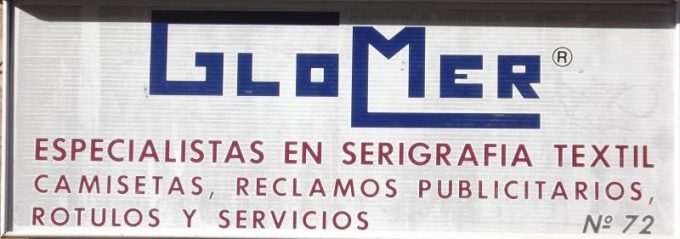 GLOMER ®
ESPECIALISTAS EN SERIGRAFIA TEXTIL
CAMISETAS, RECLAMOS PUBLICITARIOS,
ROTULOS Y SERVICIOS Nº 72